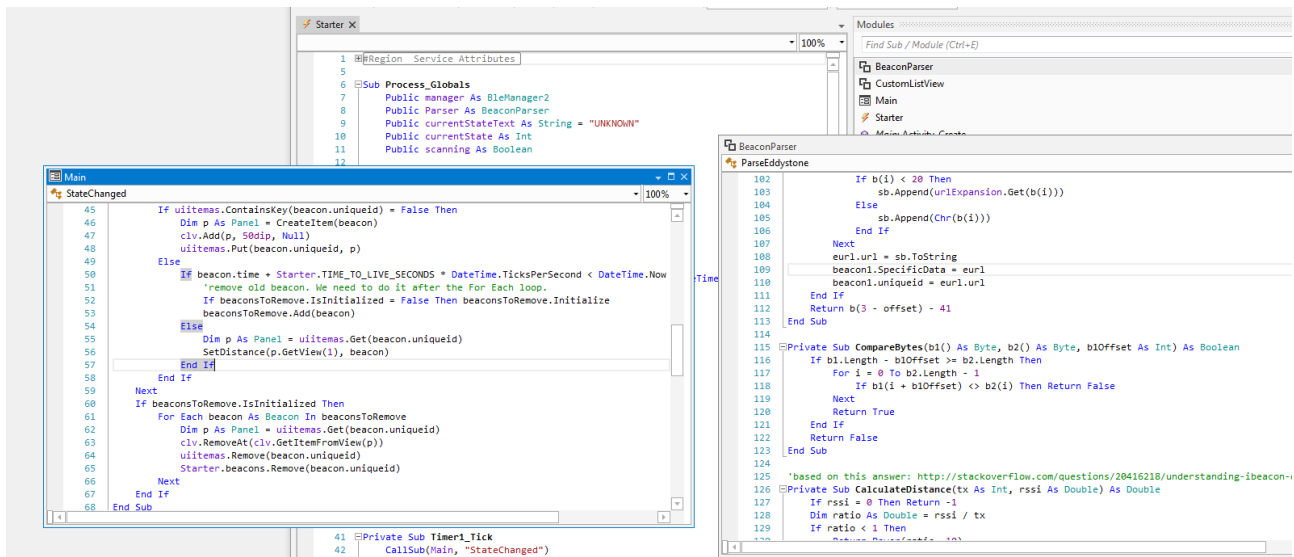 Starter
100%
1 #Region Service Attributes
5
6 Sub Process_Globals
7 Public manager As BleManager2
8 Public Parser As BeaconParser
9 Public currentStateText As String = "UNKNOWN"
10 Public currentState As Int
11 Public scanning As Boolean
12
Modules
Find Sub / Module (Ctrl+E)
BeaconParser
CustomListView
Main
Starter
Main
StateChanged
100%
45 If uiitemas.ContainsKey(beacon.uniqueid) = False Then
46 Dim p As Panel = CreateItem(beacon)
47 clv.Add(p, 50dip, Null)
48 uiitemas.Put(beacon.uniqueid, p)
49 Else
50 If beacon.time + Starter.TIME_TO_LIVE_SECONDS * DateTime.TicksPerSecond < DateTime.Now
51 'remove old beacon. We need to do it after the For Each loop.
52 If beaconsToRemove.IsInitialized = False Then beaconsToRemove.Initialize
53 beaconsToRemove.Add(beacon)
54 Else
55 Dim p As Panel = uiitemas.Get(beacon.uniqueid)
56 SetDistance(p.GetView(1), beacon)
57 End If
58 End If
59 Next
60 If beaconsToRemove.IsInitialized Then
61 For Each beacon As Beacon In beaconsToRemove
62 Dim p As Panel = uiitemas.Get(beacon.uniqueid)
63 clv.RemoveAt(clv.GetItemFromView(p))
64 uiitemas.Remove(beacon.uniqueid)
65 Starter.beacons.Remove(beacon.uniqueid)
66 Next
67 End If
68 End Sub
eTime
BeaconParser
ParseEddystone
102 If b(i) < 20 Then
103 sb.Append(urlExpansion.Get(b(i)))
104 Else
105 sb.Append(Chr(b(i)))
106 End If
107 Next
108 eurl.url = sb.ToString
109 beacon1.SpecificData = eurl
110 beacon1.uniqueid = eurl.url
111 End If
112 Return b(3 - offset) - 41
113 End Sub
114
115 Private Sub CompareBytes(b1() As Byte, b2() As Byte, b1Offset As Int) As Boolean
116 If b1.Length - b1Offset >= b2.Length Then
117 For i = 0 To b2.Length - 1
118 If b1(i + b1Offset) <> b2(i) Then Return False
119 Next
120 Return True
121 End If
122 Return False
123 End Sub
124
125 'based on this answer: http://stackoverflow.com/questions/20416218/understanding-ibeacon-
126 Private Sub CalculateDistance(tx As Int, rssi As Double) As Double
127 If rssi = 0 Then Return -1
128 Dim ratio As Double = rssi / tx
129 If ratio < 1 Then
41 Private Sub Timer1_Tick
42 CallSub(Main, "StateChanged")